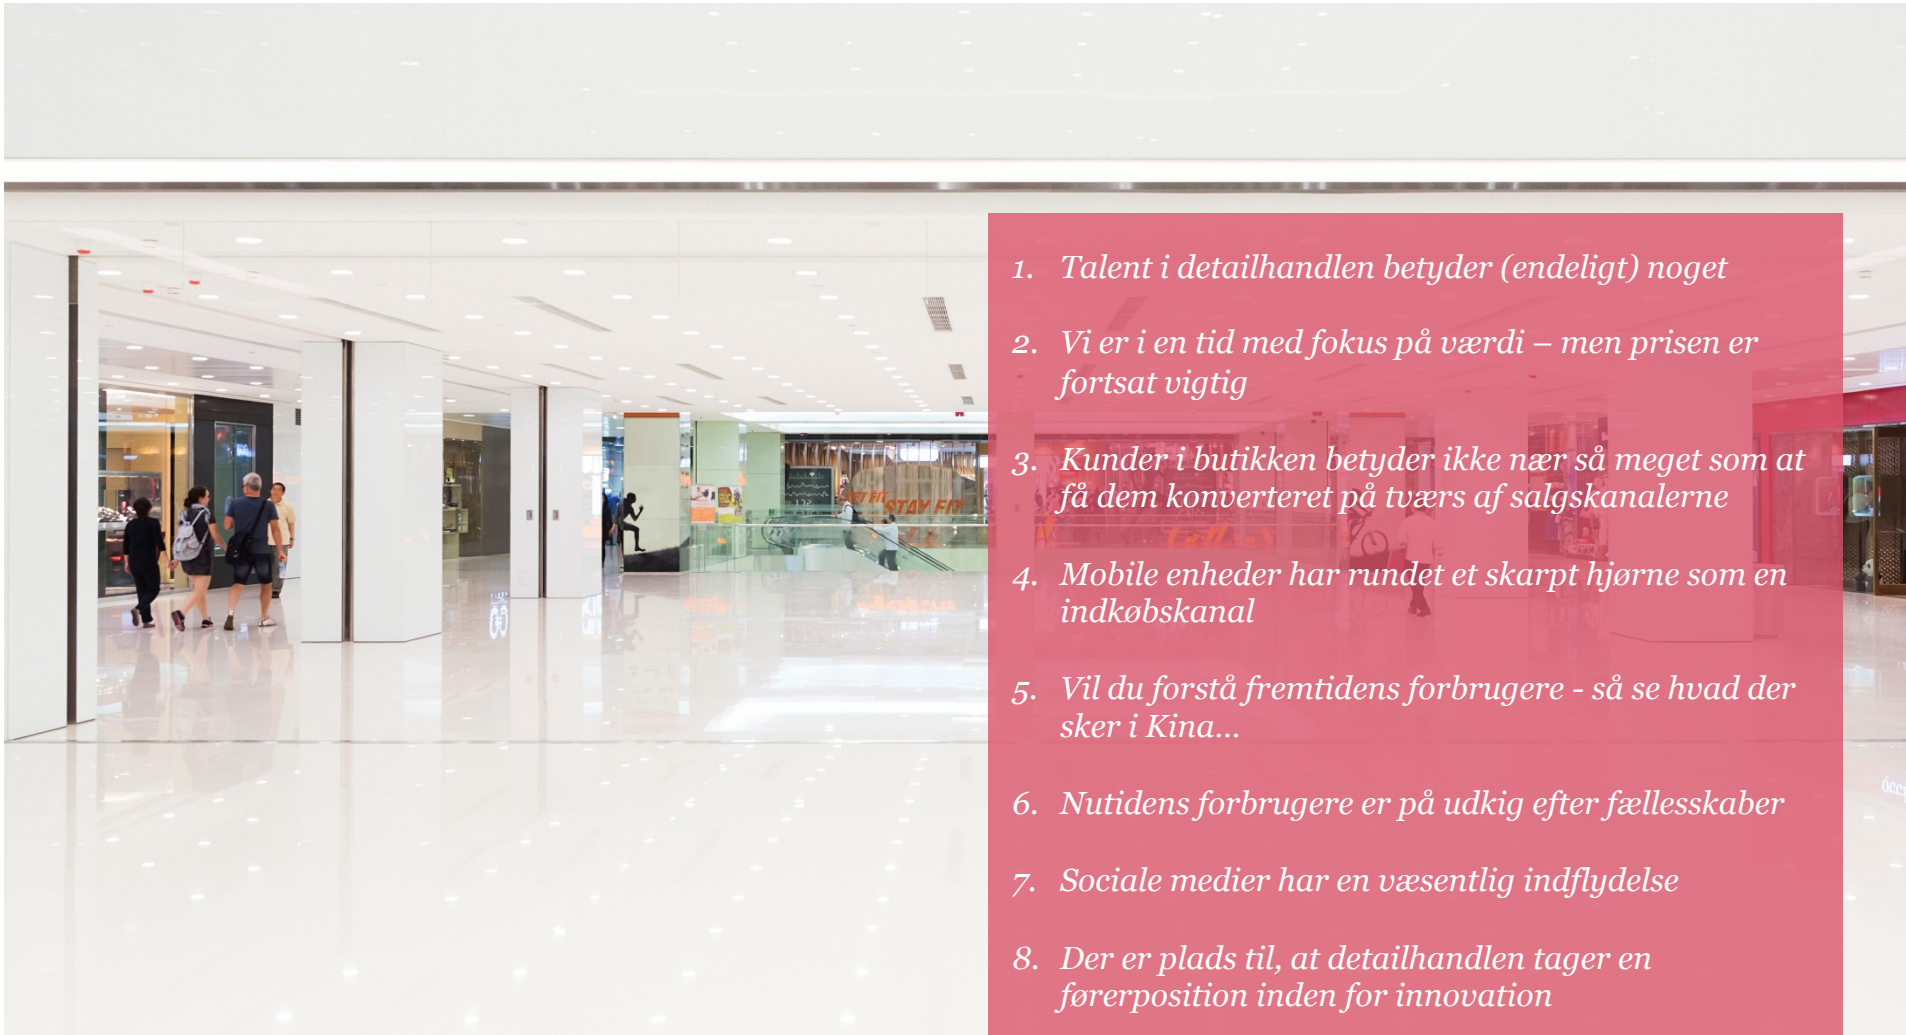 GET FIT
STAY FIT
1. Talent i detailhandlen betyder (endeligt) noget
2. Vi er i en tid med fokus på værdi – men prisen er
fortsat vigtig
3. Kunder i butikken betyder ikke nær så meget som at
få dem konverteret på tværs af salgskanalerne
4. Mobile enheder har rundet et skarpt hjørne som en
indkøbskanal
5. Vil du forstå fremtidens forbrugere - så se hvad der
sker i Kina...
6. Nutidens forbrugere er på udkig efter fællesskaber
7. Sociale medier har en væsentlig indflydelse
8. Der er plads til, at detailhandlen tager en
førerposition inden for innovation